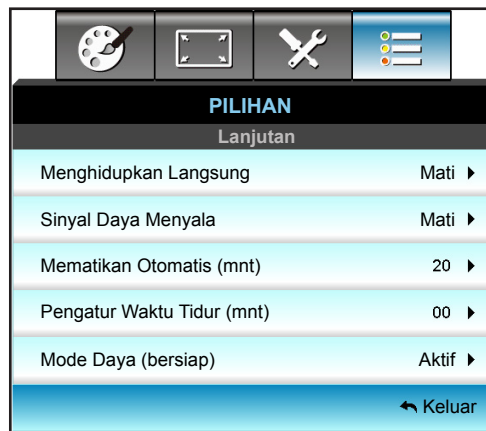 PILIHAN
Lanjutan
Menghidupkan Langsung Mati
Sinyal Daya Menyala Mati
Mematikan Otomatis (mnt) 20
Pengatur Waktu Tidur (mnt) 00
Mode Daya (bersiap) Aktif
Keluar